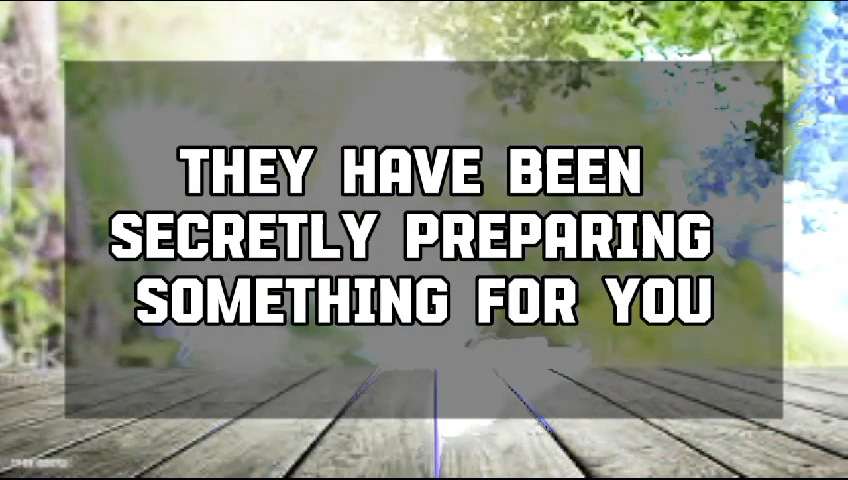 THEY HAVE BEEN
SECRETLY PREPARING
SOMETHING FOR YOU